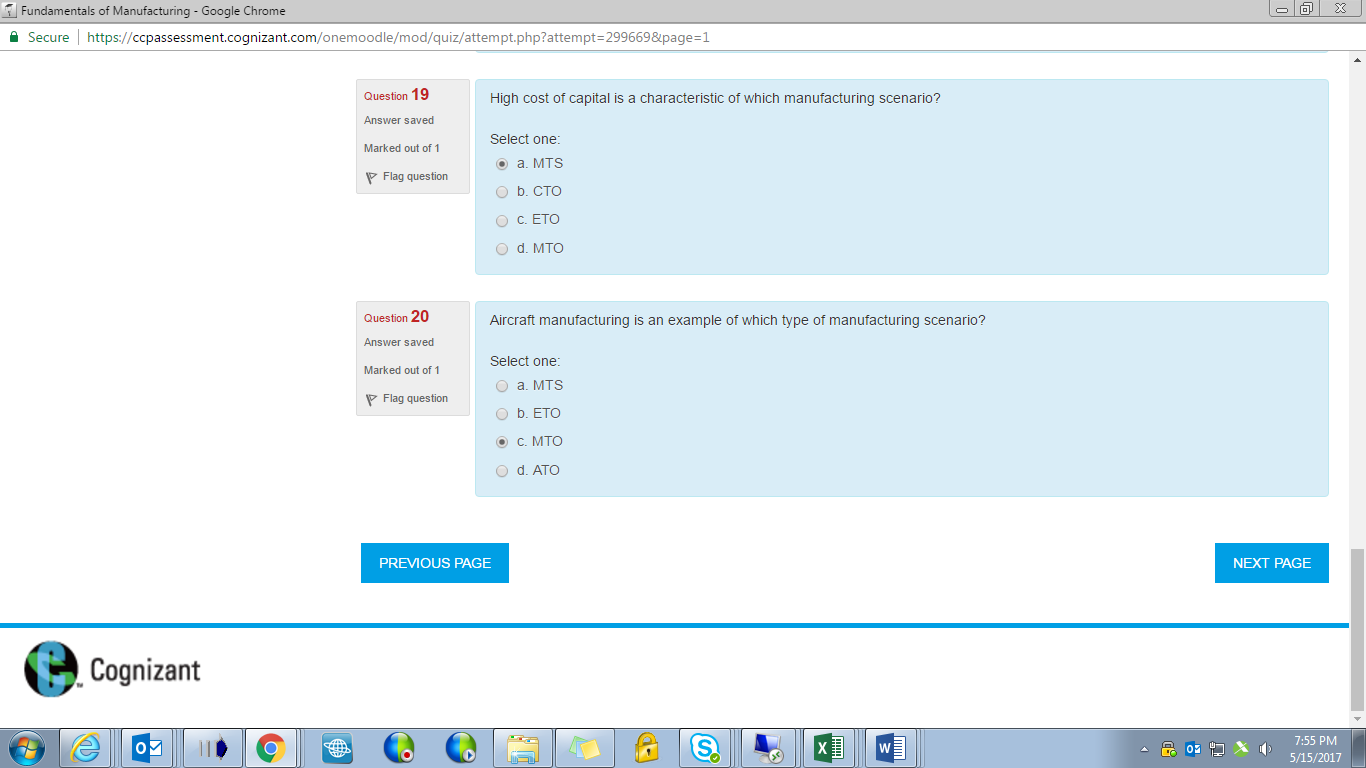 Fundamentals of Manufacturing - Google Chrome
Secure https://ccpassessment.cognizant.com/onemoodle/mod/quiz/attempt.php?attempt=299669&page=1
Question 19
Answer saved
Marked out of 1
Flag question
High cost of capital is a characteristic of which manufacturing scenario?
Select one:
a. MTS
b. CTO
c. ETO
d. MTO
Question 20
Answer saved
Marked out of 1
Flag question
Aircraft manufacturing is an example of which type of manufacturing scenario?
Select one:
a. MTS
b. ETO
c. MTO
d. ATO
PREVIOUS PAGE
NEXT PAGE
Cognizant
7:55 PM
5/15/2017